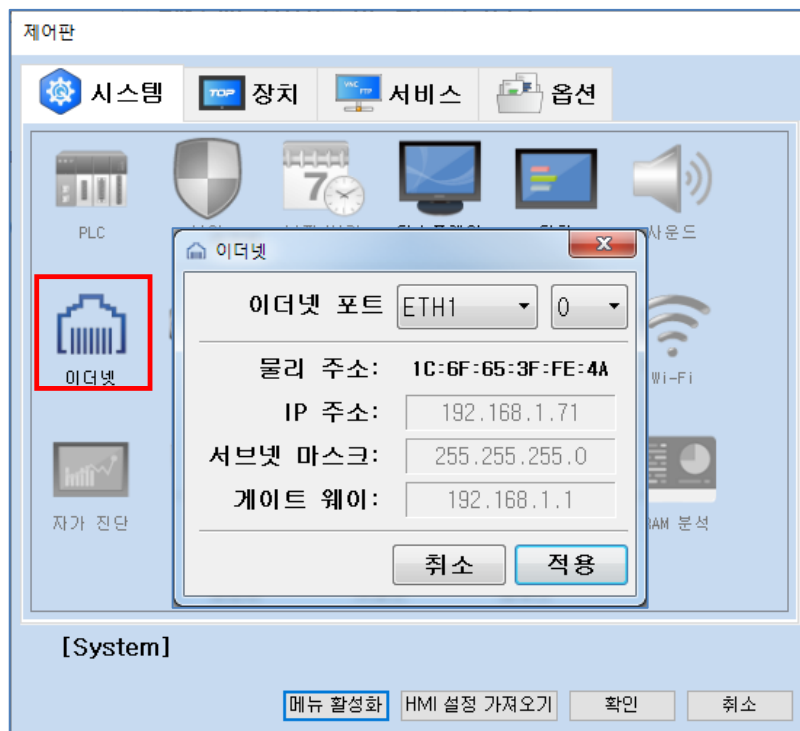 제어판
시스템
TOP 장치
VNC FTP 서비스
옵션
7
PLC
사운드
이더넷
이더넷 포트 ETH1 0
물리 주소: 1C:6F:65:3F:FE:4A
이더넷
IP 주소: 192.168.1.71
Wi-Fi
서브넷 마스크: 255.255.255.0
게이트 웨이: 192.168.1.1
자가 진단
분석
취소 적용
[System]
메뉴 활성화 HMI 설정 가져오기 확인 취소